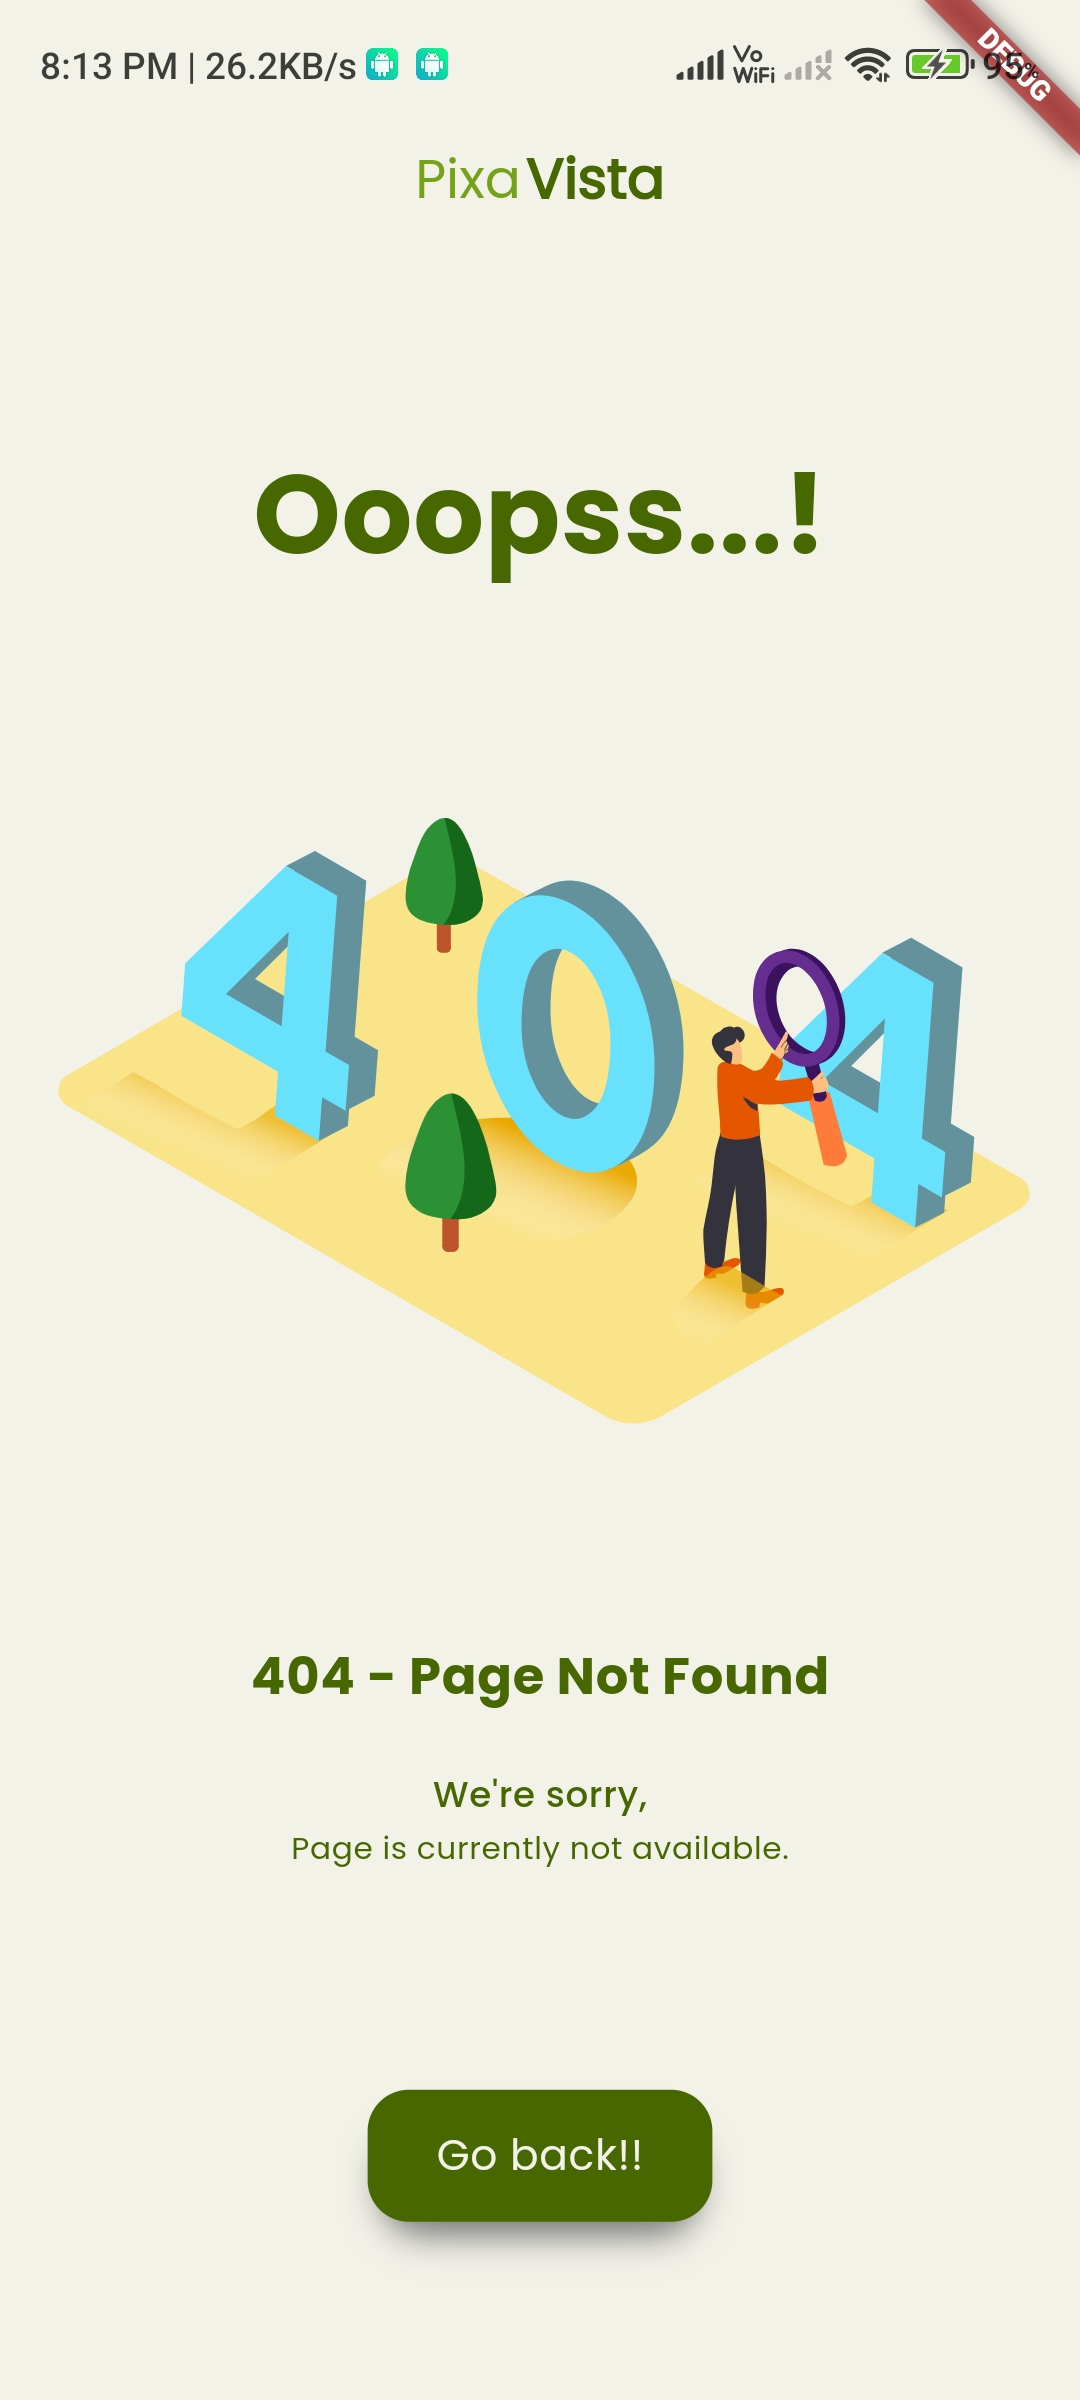 8:13 PM | 26.2KB/s
Vo
WiFi
95%
DEBUG
PixaVista
Ooopss...!
404
404 - Page Not Found
We're sorry,
Page is currently not available.
Go back!!